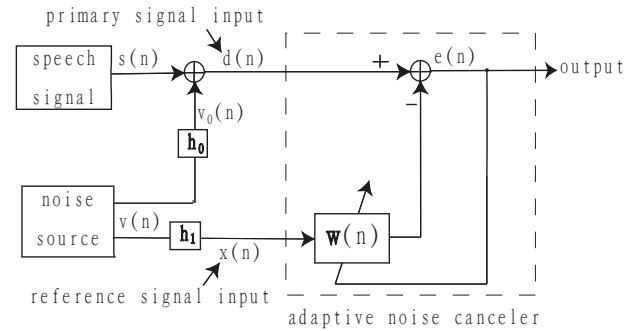 primary signal input
speech
signal
s(n)
d(n)
+
e(n)
output
v0(n)
-
h0
noise
source
v(n)
h1
x(n)
W(n)
reference signal input
adaptive noise canceler